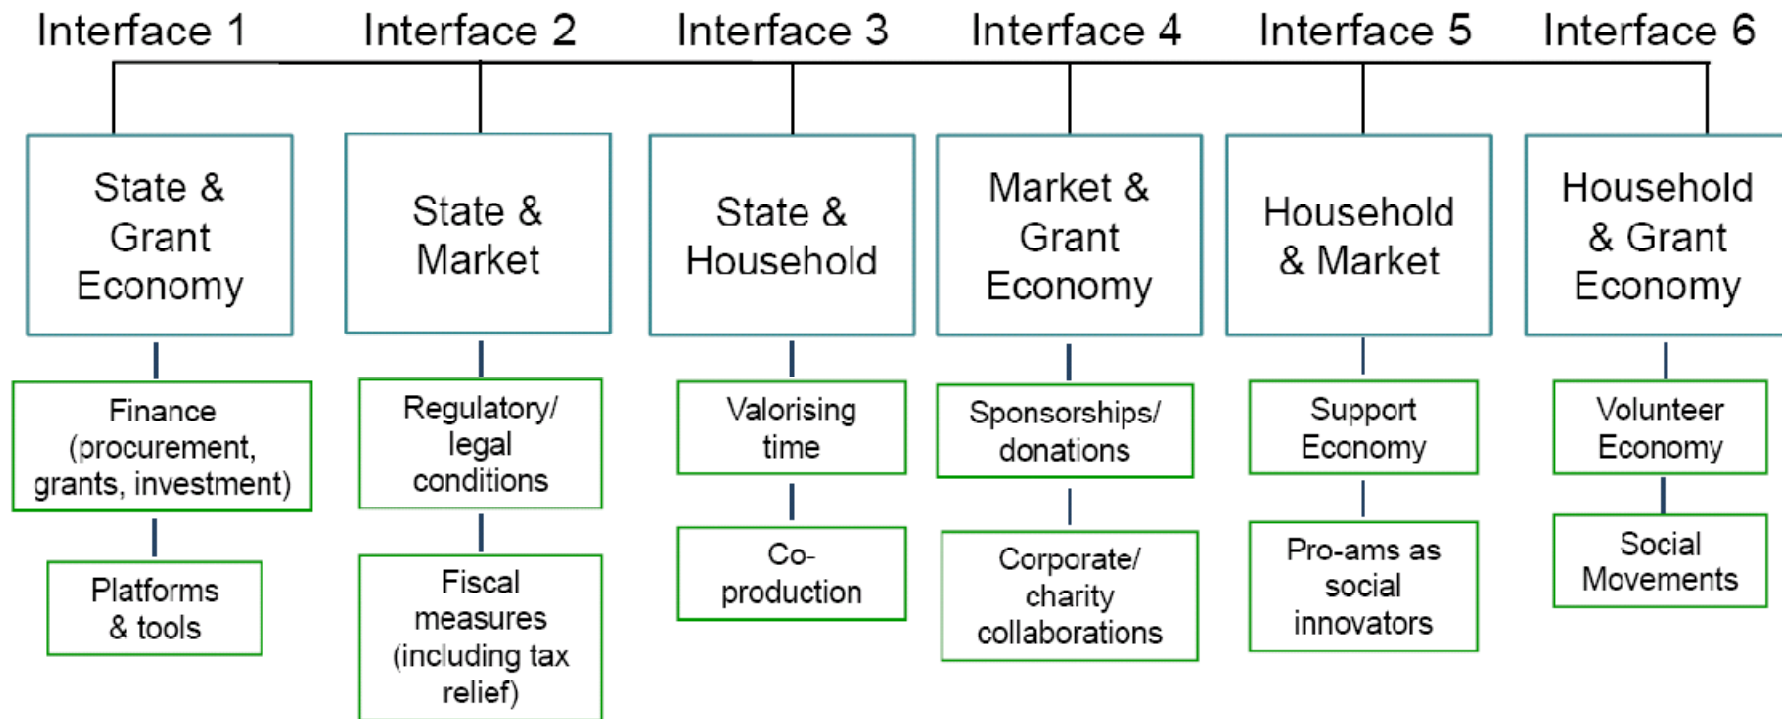 Interface 1
Interface 2
Interface 3
Interface 4
Interface 5
Interface 6
State &
Grant
Economy
State &
Market
State &
Household
Market &
Grant
Economy
Household
& Market
Household
& Grant
Economy
Finance
(procurement,
grants, investment)
Regulatory/
legal
conditions
Valorising
time
Sponsorships/
donations
Support
Economy
Volunteer
Economy
Platforms
& tools
Fiscal
measures
(including tax
relief)
Co-
production
Corporate/
charity
collaborations
Pro-ams as
social
innovators
Social
Movements